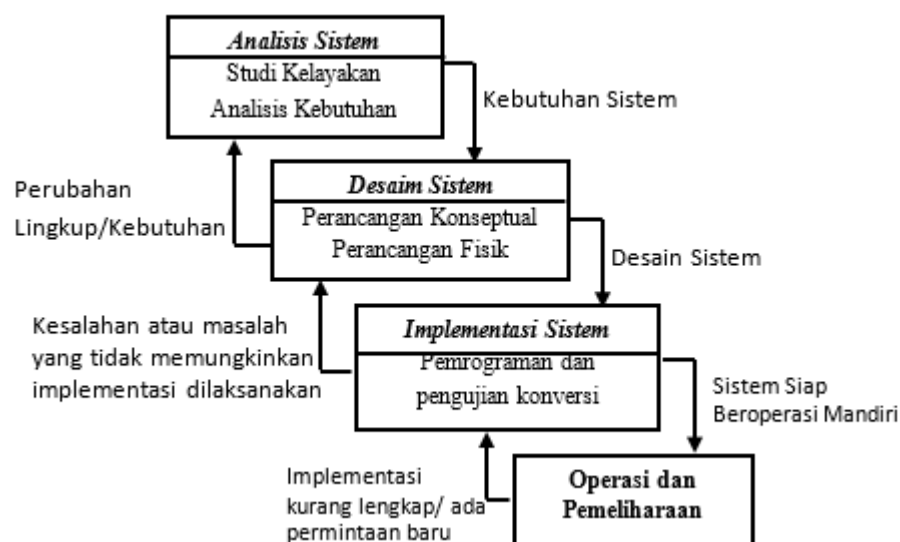 Analisis Sistem
Studi Kelayakan
Analisis Kebutuhan
Kebutuhan Sistem
Perubahan
Lingkup/Kebutuhan
Desaim Sistem
Perancangan Konseptual
Perancangan Fisik
Desain Sistem
Kesalahan atau masalah
yang tidak memungkinkan
implementasi dilaksanakan
Implementasi Sistem
Pemrograman dan
pengujian konversi
Sistem Siap
Beroperasi Mandiri
Implementasi
kurang lengkap/ ada
permintaan baru
Operasi dan
Pemeliharaan